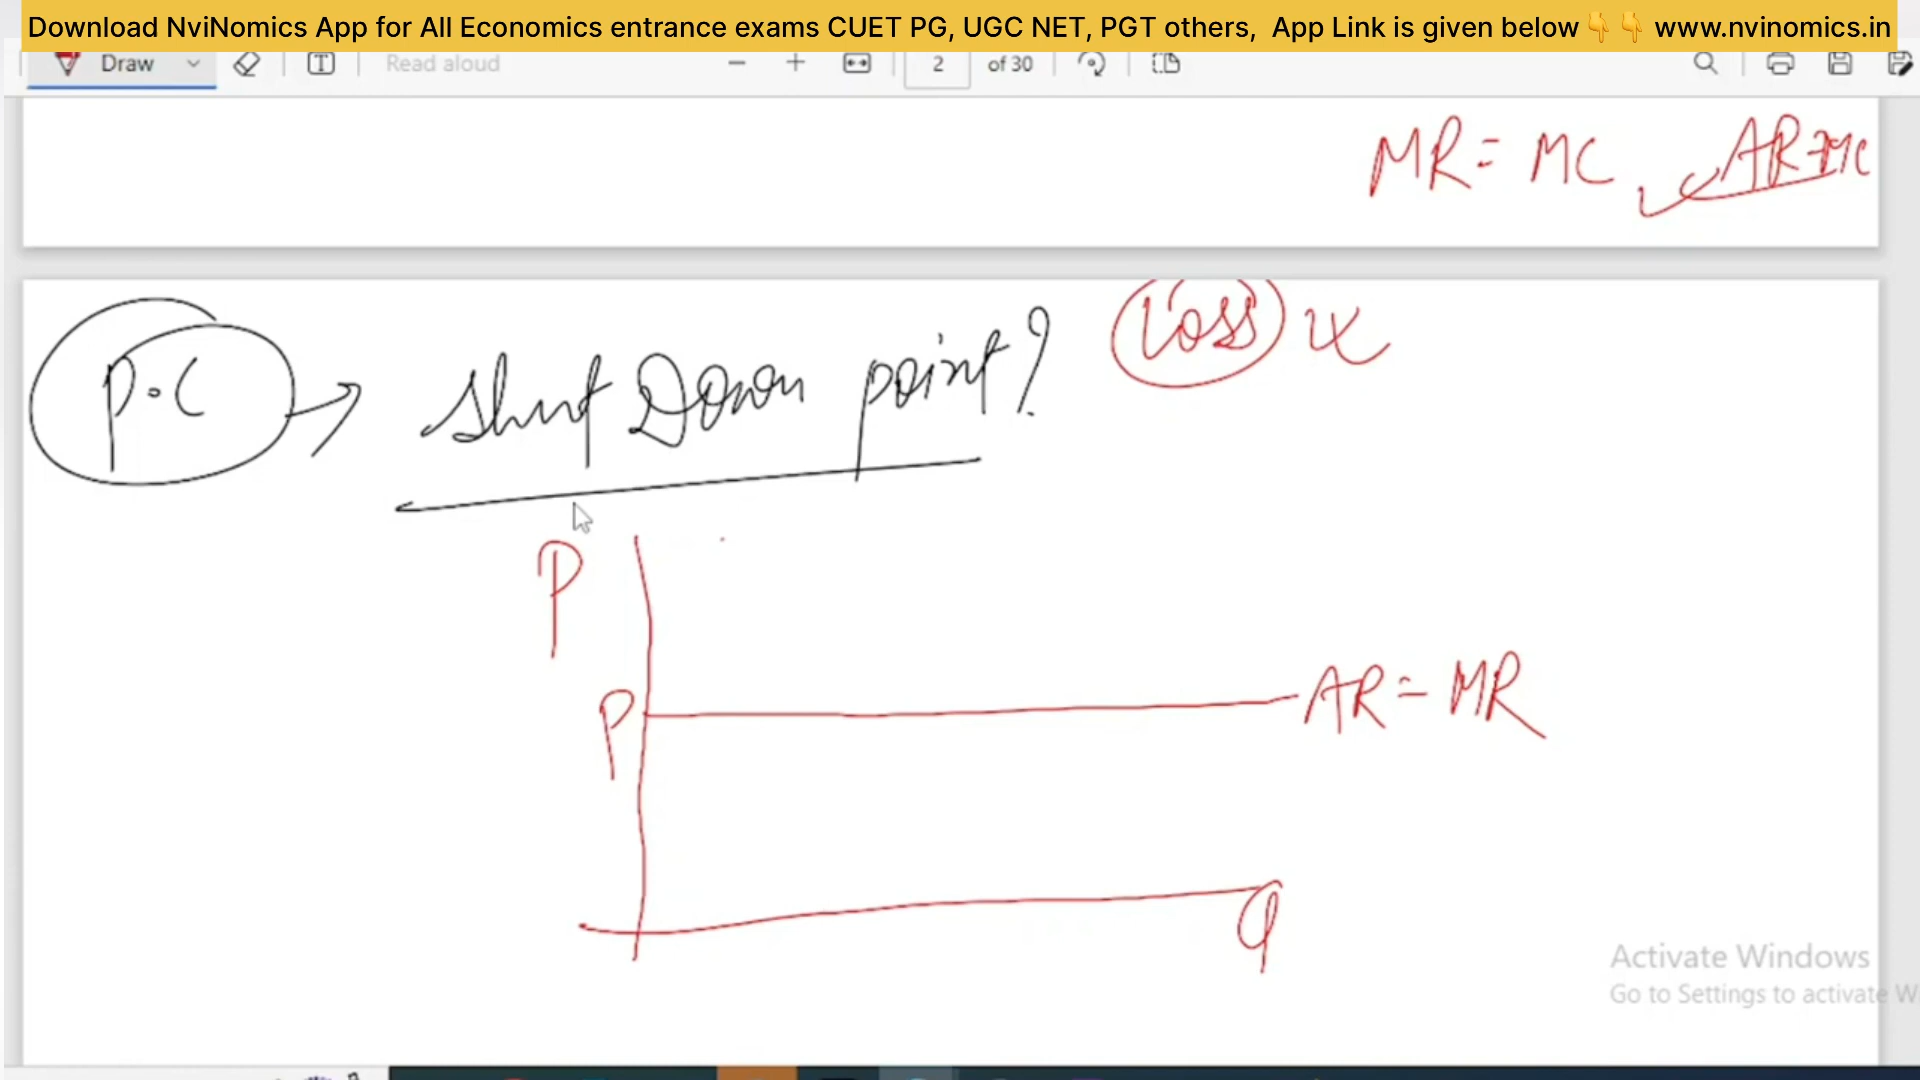 Download NviNomics App for All Economics entrance exams CUET PG, UGC NET, PGT others, App Link is given below👇👇 www.nvinomics.in
Draw Read aloud 2 of 30
MR = MC AR=MC
P.C → Shut Down point? Loss
P
P AR = MR
Q
Activate Windows
Go to Settings to activate W